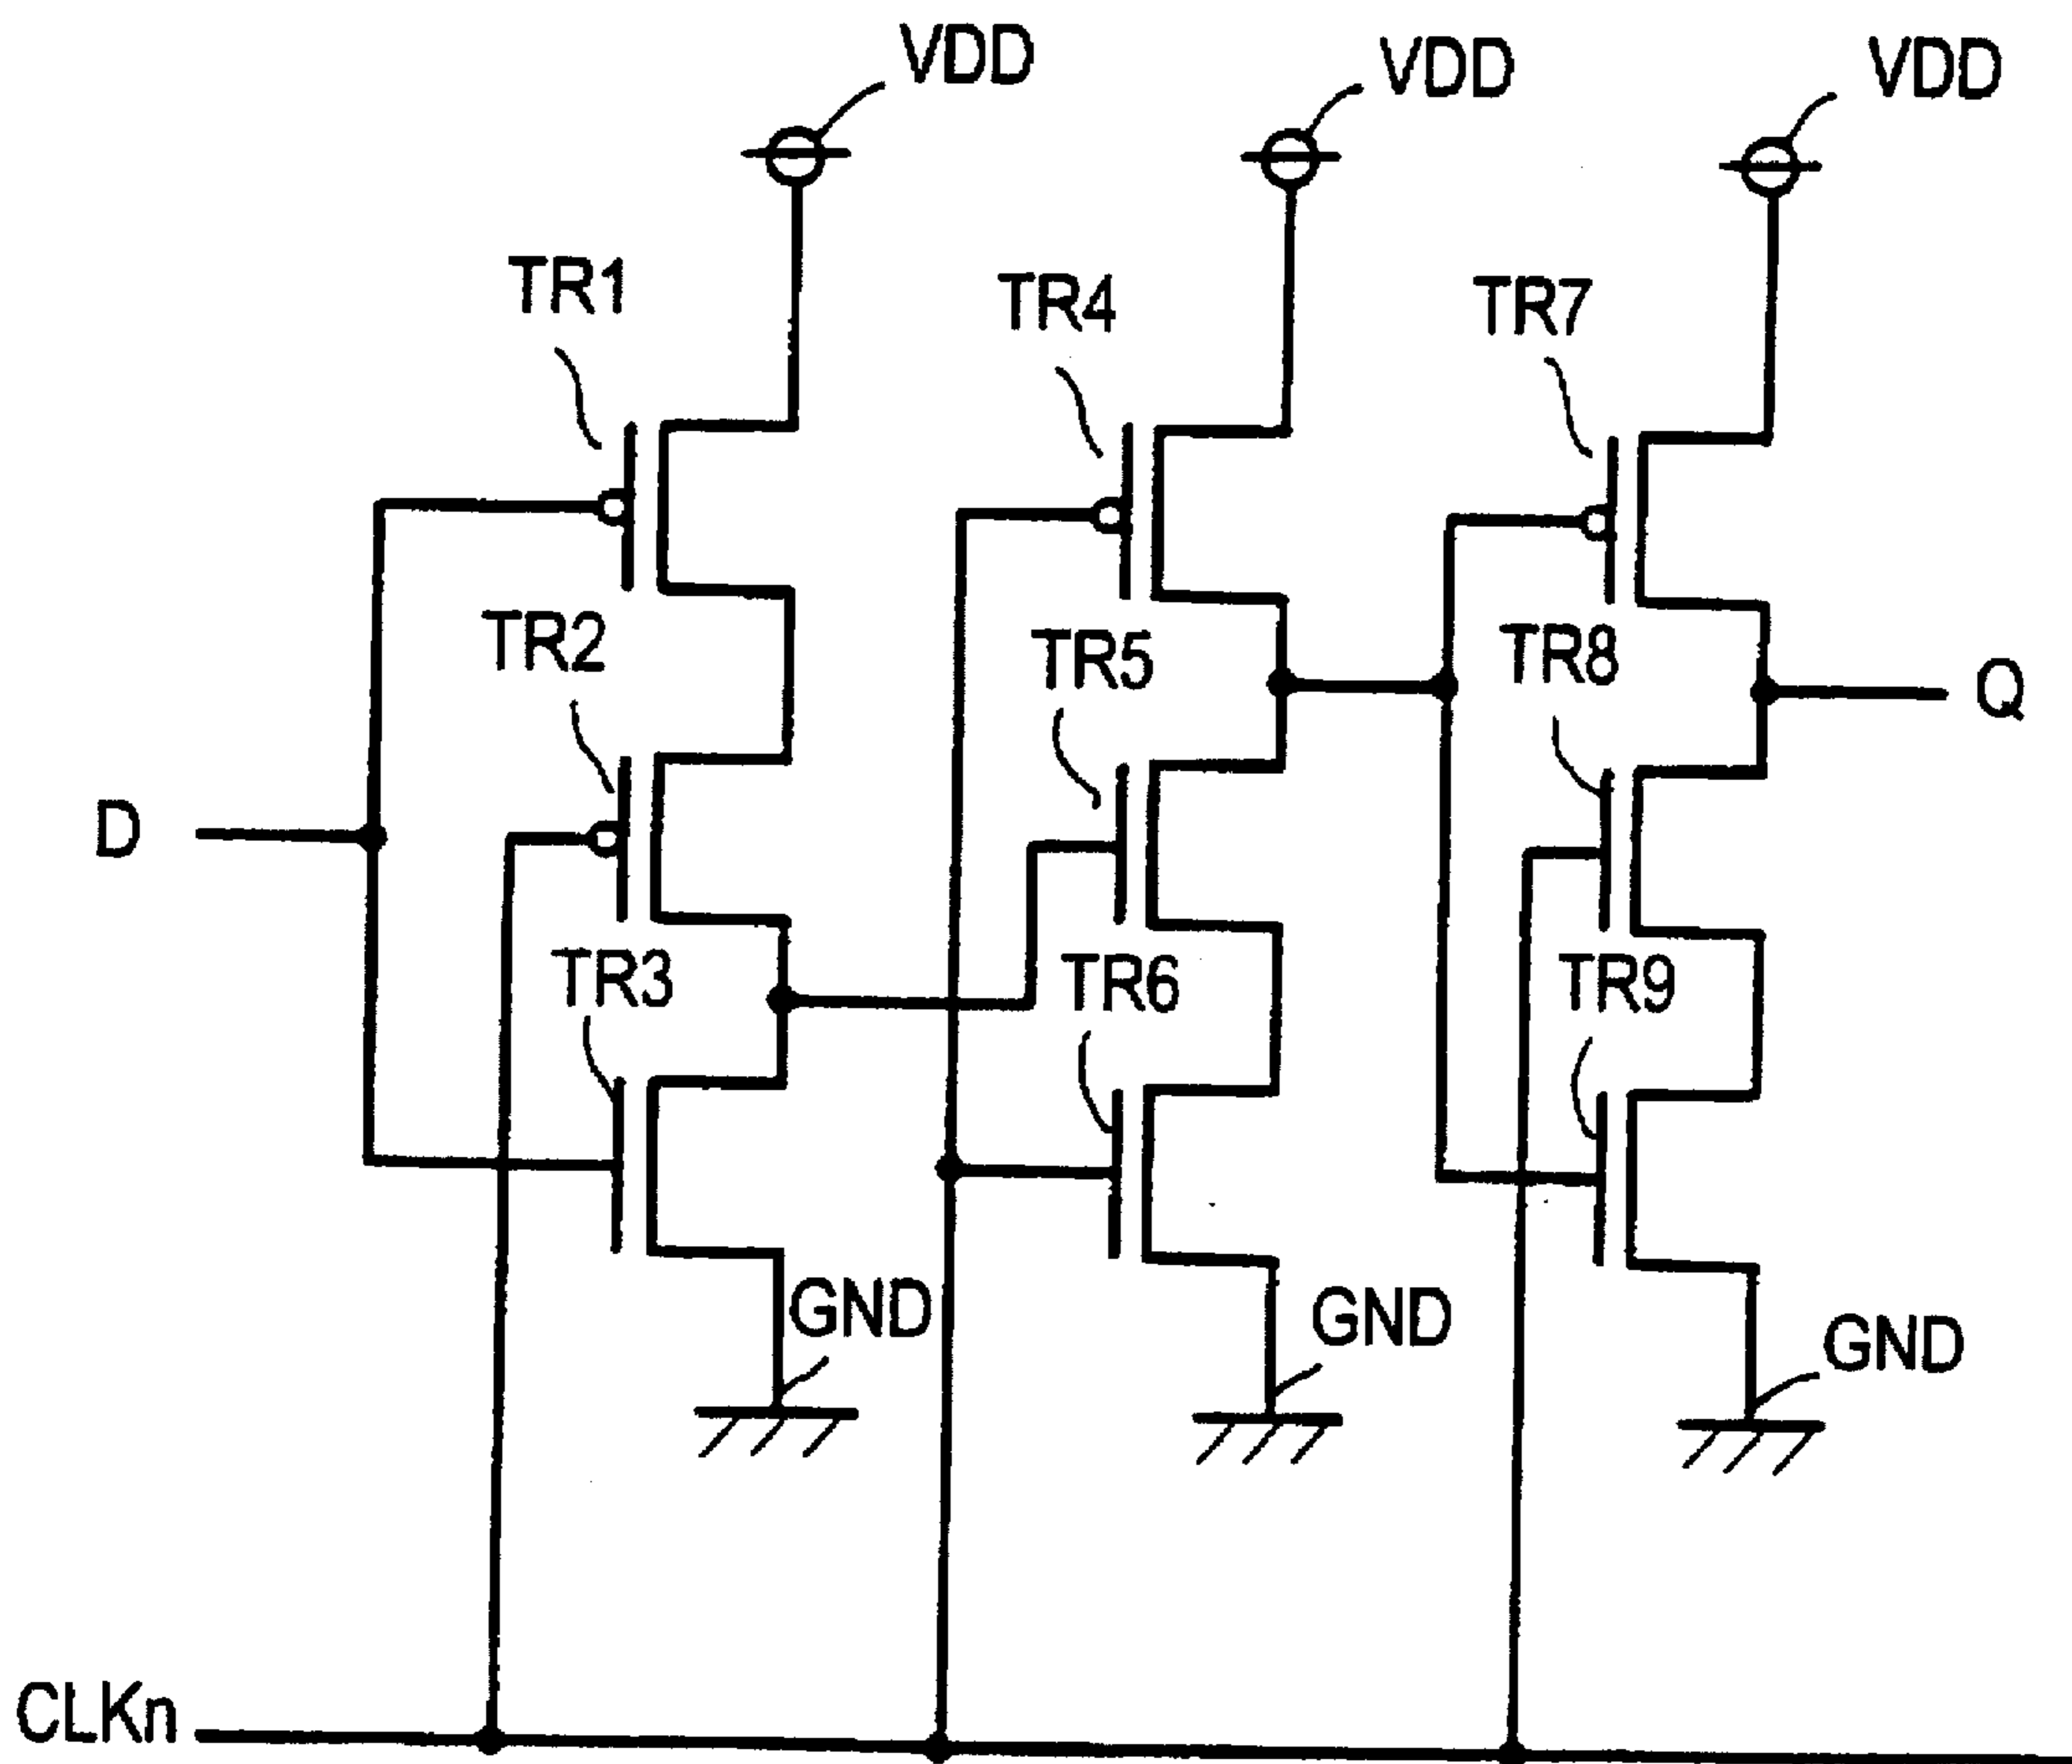 VDD
VDD
VDD
TR1
TR4
TR7
TR2
TR5
TR8
Q
D
TR3
TR6
TR9
GND
GND
GND
CLKn